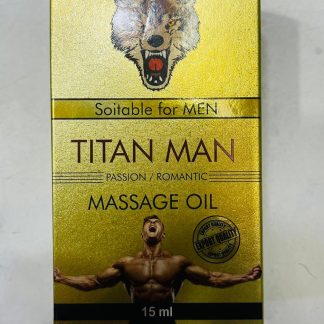 Soitable for MEN
TITAN MAN
PASSION / ROMANTIC
MASSAGE OIL
EXPORT QUALITY
15 ml